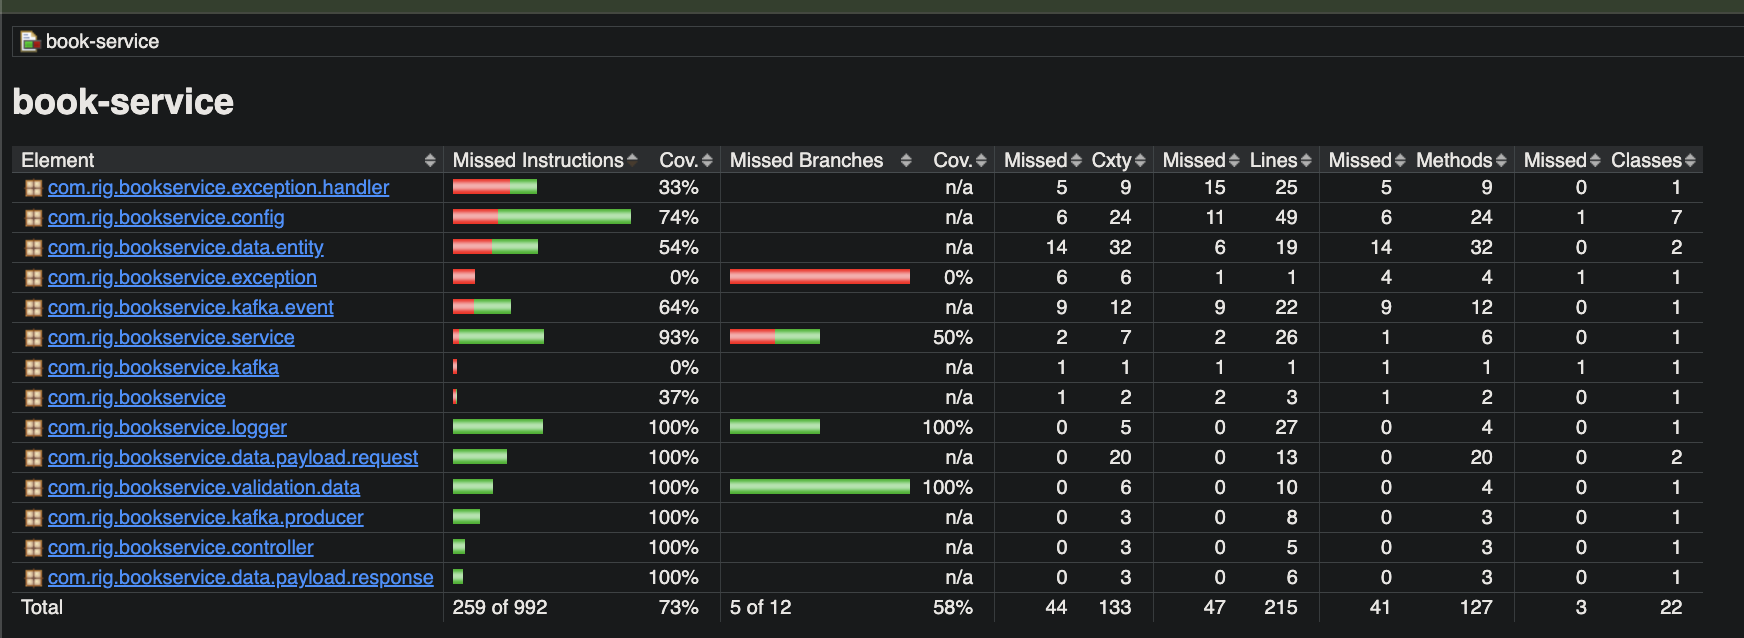 book-service
book-service
Element Missed Instructions Cov. Missed Branches Cov. Missed Cxty Missed Lines Missed Methods Missed Classes
com.rig.bookservice.exception.handler 33% n/a 5 9 15 25 5 9 0 1
com.rig.bookservice.config 74% n/a 6 24 11 49 6 24 1 7
com.rig.bookservice.data.entity 54% n/a 14 32 6 19 14 32 0 2
com.rig.bookservice.exception 0% 0% 6 6 1 1 4 4 1 1
com.rig.bookservice.kafka.event 64% n/a 9 12 9 22 9 12 0 1
com.rig.bookservice.service 93% 50% 2 7 2 26 1 6 0 1
com.rig.bookservice.kafka 0% n/a 1 1 1 1 1 1 1 1
com.rig.bookservice 37% n/a 1 2 2 3 1 2 0 1
com.rig.bookservice.logger 100% 100% 0 5 0 27 0 4 0 1
com.rig.bookservice.data.payload.request 100% n/a 0 20 0 13 0 20 0 2
com.rig.bookservice.validation.data 100% 100% 0 6 0 10 0 4 0 1
com.rig.bookservice.kafka.producer 100% n/a 0 3 0 8 0 3 0 1
com.rig.bookservice.controller 100% n/a 0 3 0 5 0 3 0 1
com.rig.bookservice.data.payload.response 100% n/a 0 3 0 6 0 3 0 1
Total 259 of 992 73% 5 of 12 58% 44 133 47 215 41 127 3 22